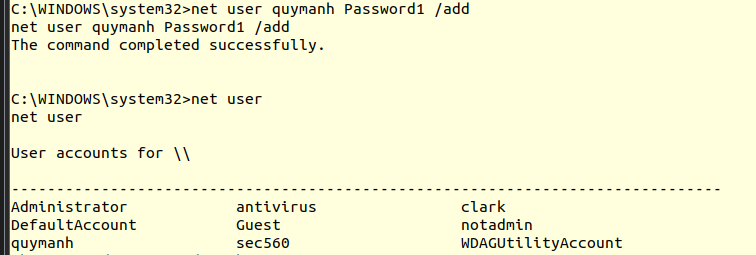 C:\WINDOWS\system32>net user quymanh Password1 /add
net user quymanh Password1 /add
The command completed successfully.
C:\WINDOWS\system32>net user
net user
User accounts for \\
-------------------------------------------------------------------------------
Administrator            antivirus                clark
DefaultAccount           Guest                    notadmin
quymanh                  sec560                   WDAGUtilityAccount